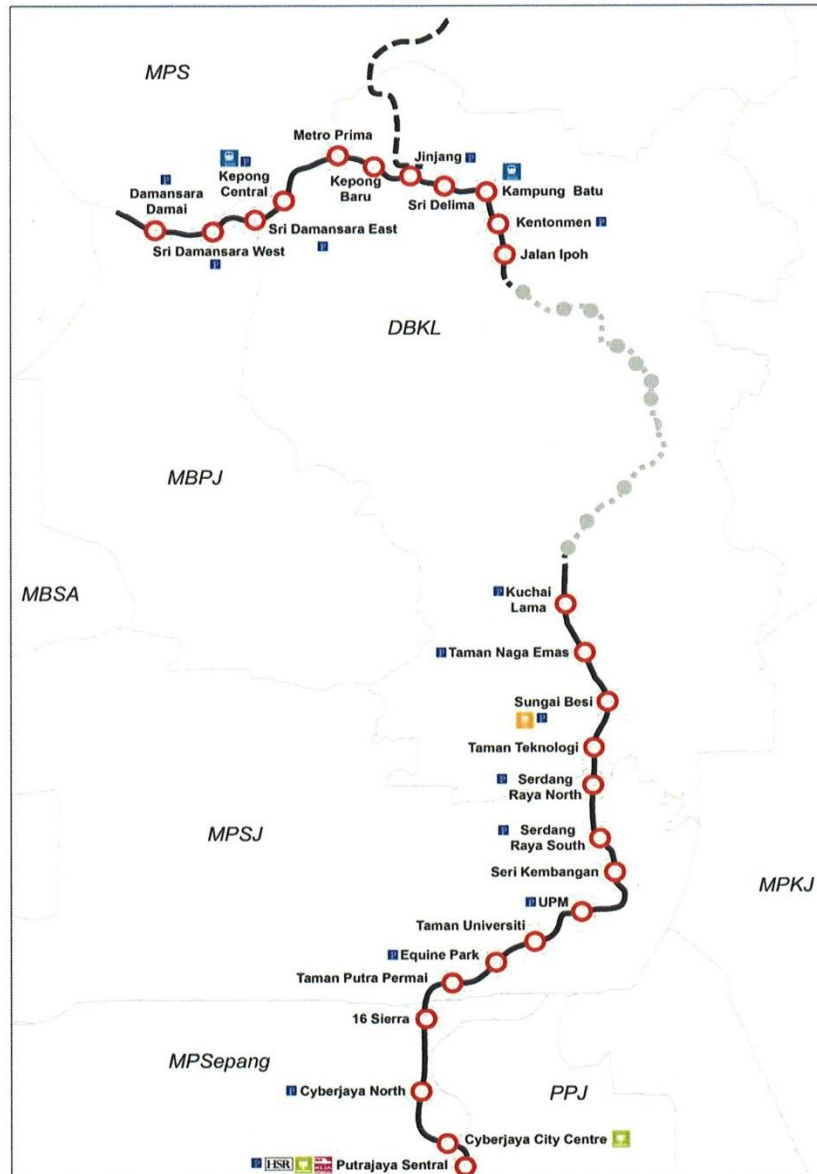 MPS
Metro Prima
Jinjang P
P
Kepong
Central
P
Damansara
Damai
Kepong
Baru
Kampung Batu
Sri Delima
Sri Damansara East
Kentonmen P
Sri Damansara West
P
P
Jalan Ipoh
DBKL
MBPJ
MBSA
P Kuchai
Lama
P Taman Naga Emas
Sungai Besi
P
Taman Teknologi
P Serdang
Raya North
MPSJ
P Serdang
Raya South
Seri Kembangan
MPKJ
P UPM
Taman Universiti
P Equine Park
Taman Putra Permai
16 Sierra
MPSepang
P Cyberjaya North
PPJ
Cyberjaya City Centre
P HSR Putrajaya Sentral